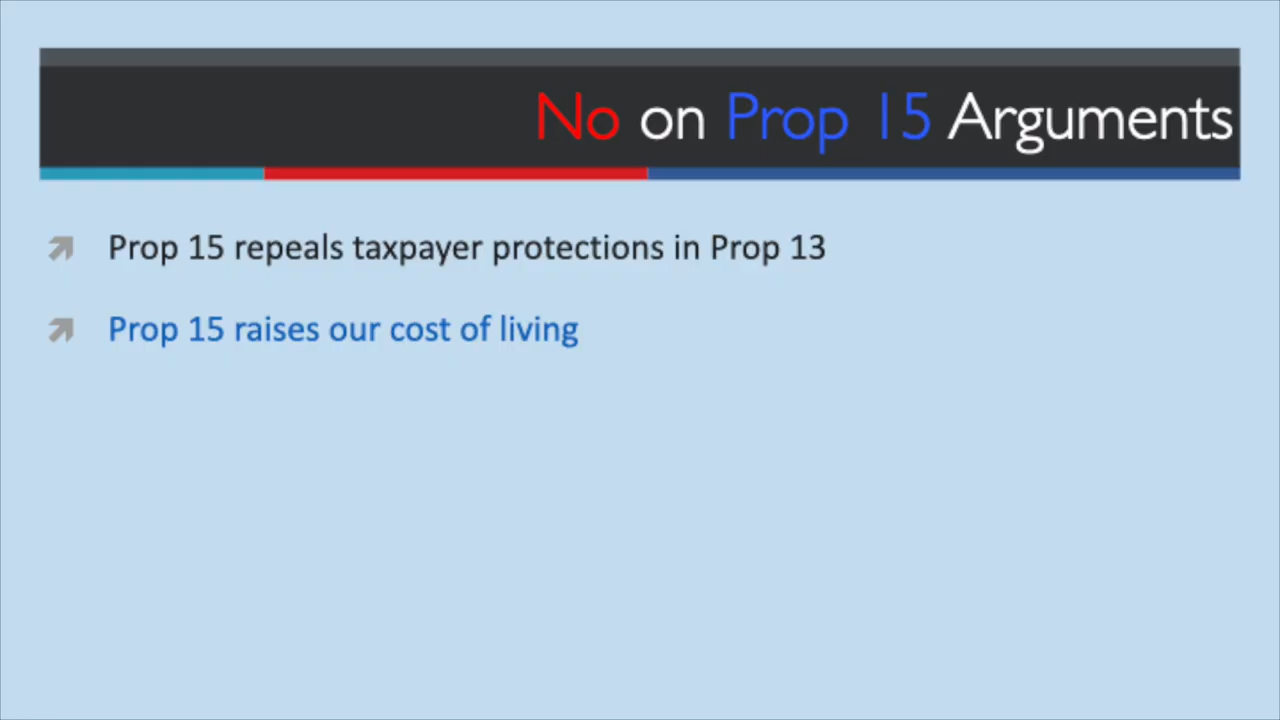 No on Prop 15 Arguments
Prop 15 repeals taxpayer protections in Prop 13
Prop 15 raises our cost of living